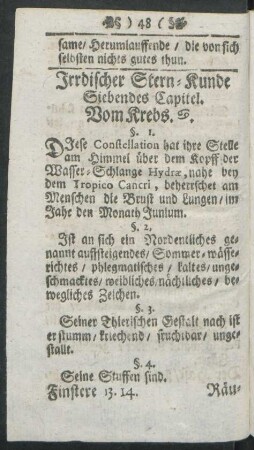 ) 48 (
same/ Herumlauffende / die von sich
selbsten nichts gutes thun.
Irrdischer Stern-Kunde
Siebendes Capitel.
Vom Krebs. ♋.
§. 1.
DIese Constellation hat ihre Stelle
am Himmel über dem Kopff der
Wasser-Schlange Hydræ, nahe bey
dem Tropico Cancri, beherrschet am
Menschen die Brust und Lungen/ im
Jahr den Monath Junium.
§. 2.
Ist an sich ein Nordentliches ge-
nannt auffsteigendes/ Sommer-wässe-
richtes / phlegmatisches / kaltes/ unge-
schmacktes/ weibliches/ nächtliches / be-
wegliches Zeichen.
§. 3.
Seiner Thierischen Gestalt nach ist
er stumm/ kriechend / fruchtbar/ unge-
stallt.
§. 4.
Seine Stuffen sind.
Finstere 13. 14. Räu-